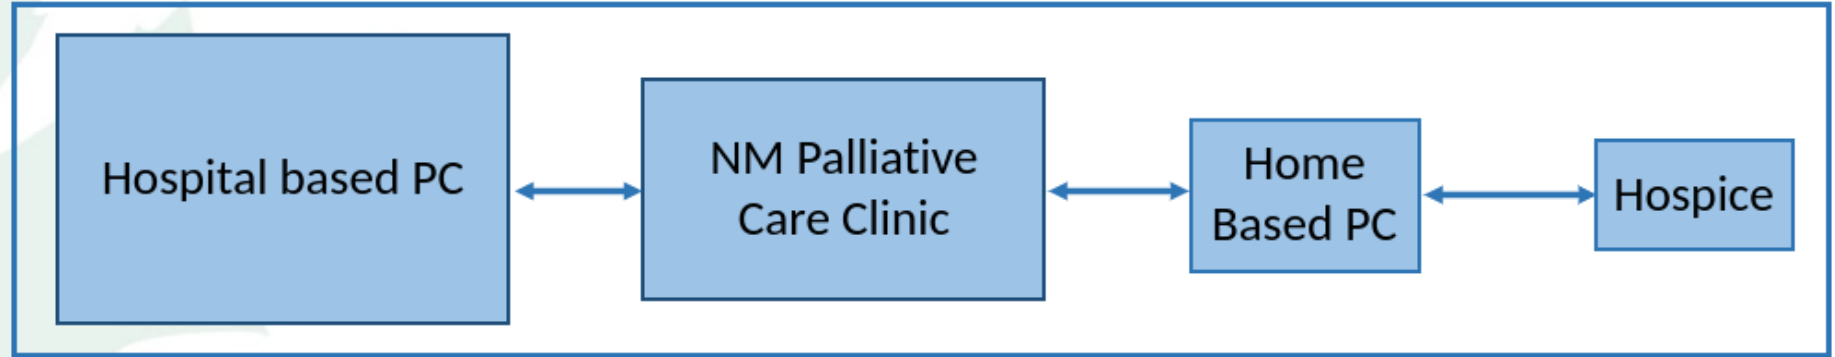 Hospital based PC
NM Palliative
Care Clinic
Home
Based PC
Hospice